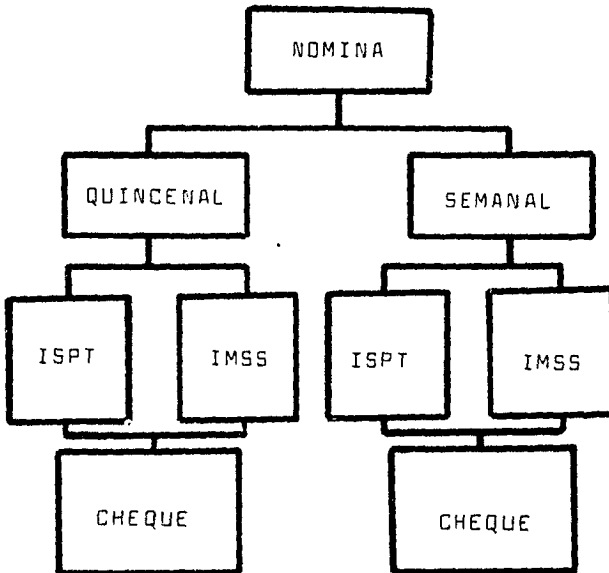 NOMINA
QUINCENAL
SEMANAL
ISPT
IMSS
ISPT
IMSS
CHEQUE
CHEQUE